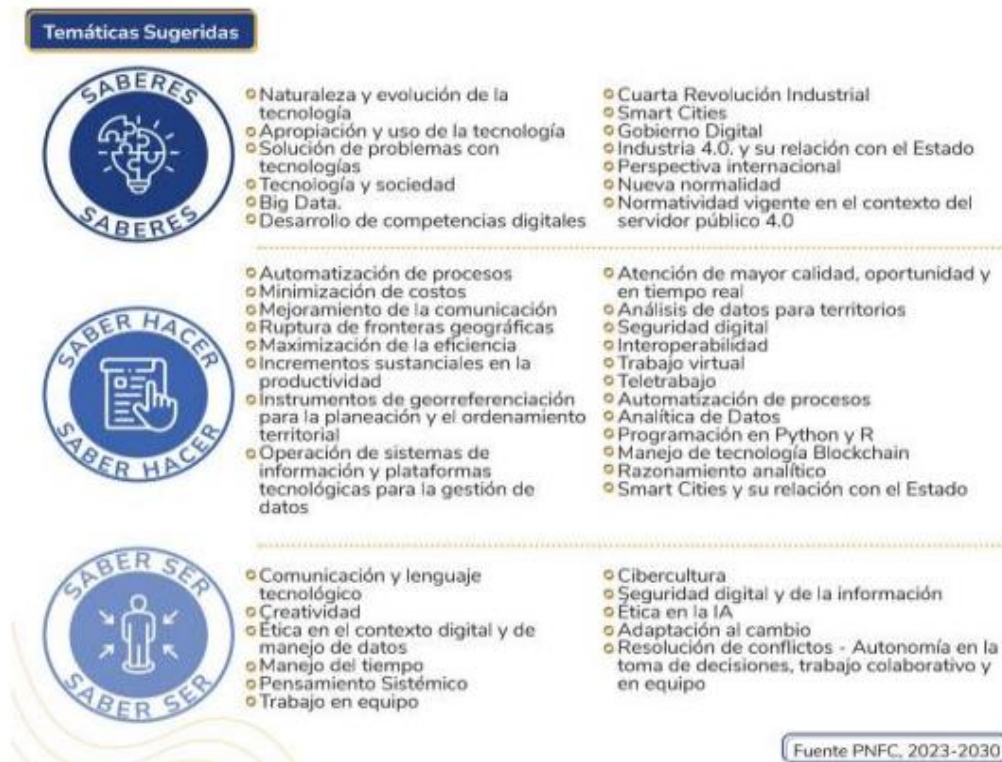 Temáticas Sugeridas
SABERES
SABERES
Naturaleza y evolución de la
tecnología
Apropiación y uso de la tecnología
Solución de problemas con
tecnologías
Tecnología y sociedad
Big Data.
Desarrollo de competencias digitales
Cuarta Revolución Industrial
Smart Cities
Gobierno Digital
Industria 4.0. y su relación con el Estado
Perspectiva internacional
Nueva normalidad
Normatividad vigente en el contexto del
servidor público 4.0
SABER HACER
SABER HACER
Automatización de procesos
Minimización de costos
Mejoramiento de la comunicación
Ruptura de fronteras geográficas
Maximización de la eficiencia
Incrementos sustanciales en la
productividad
Instrumentos de georreferenciación
para la planeación y el ordenamiento
territorial
Operación de sistemas de
información y plataformas
tecnológicas para la gestión de
datos
Atención de mayor calidad, oportunidad y
en tiempo real
Análisis de datos para territorios
Seguridad digital
Interoperabilidad
Trabajo virtual
Teletrabajo
Automatización de procesos
Analítica de Datos
Programación en Python y R
Manejo de tecnología Blockchain
Razonamiento analítico
Smart Cities y su relación con el Estado
SABER SER
SABER SER
Comunicación y lenguaje
tecnológico
Creatividad
Ética en el contexto digital y de
manejo de datos
Manejo del tiempo
Pensamiento Sistémico
Trabajo en equipo
Cibercultura
Seguridad digital y de la información
Ética en la IA
Adaptación al cambio
Resolución de conflictos - Autonomía en la
toma de decisiones, trabajo colaborativo y
en equipo
Fuente PNFC, 2023-2030